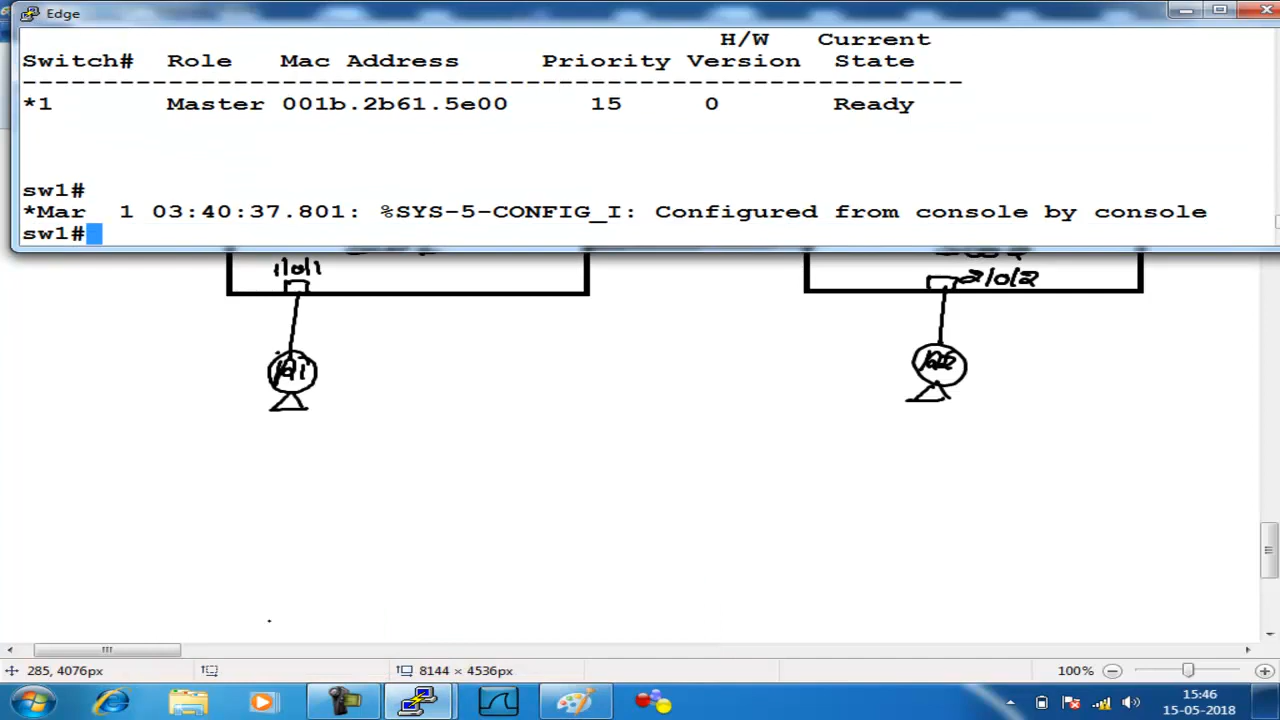 Edge
H/W Current
Switch# Role Mac Address Priority Version State
--------------------------------------------------------------
*1 Master 001b.2b61.5e00 15 0 Ready
sw1#
*Mar 1 03:40:37.801: %SYS-5-CONFIG_I: Configured from console by console
sw1#
1/0/1
2/0/2
285, 4076px
8144 × 4536px
100%
15:46
15-05-2018